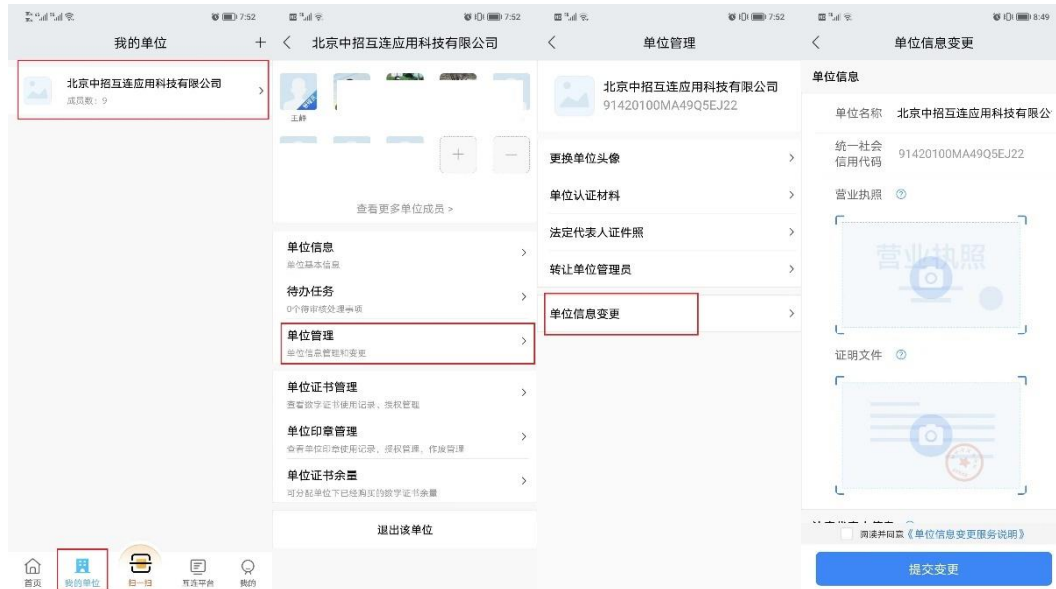 7:52
我的单位
+
北京中招互连应用科技有限公司
成员数：9
首页
我的单位
扫一扫
互连平台
我的
7:52
北京中招互连应用科技有限公司
王静
查看更多单位成员 >
单位信息
单位基本信息
待办任务
0个待审核处理事项
单位管理
单位信息管理和变更
单位证书管理
查看数字证书使用记录、授权管理
单位印章管理
查看单位印章使用记录、授权管理、作废管理
单位证书余量
可分配单位下已经购买的数字证书余量
退出该单位
7:52
单位管理
北京中招互连应用科技有限公司
91420100MA49Q5EJ22
更换单位头像
单位认证材料
法定代表人证件照
转让单位管理员
单位信息变更
8:49
单位信息变更
单位信息
单位名称 北京中招互连应用科技有限公
统一社会
信用代码
91420100MA49Q5EJ22
营业执照
营业执照
证明文件
阅读并同意《单位信息变更服务说明》
提交变更